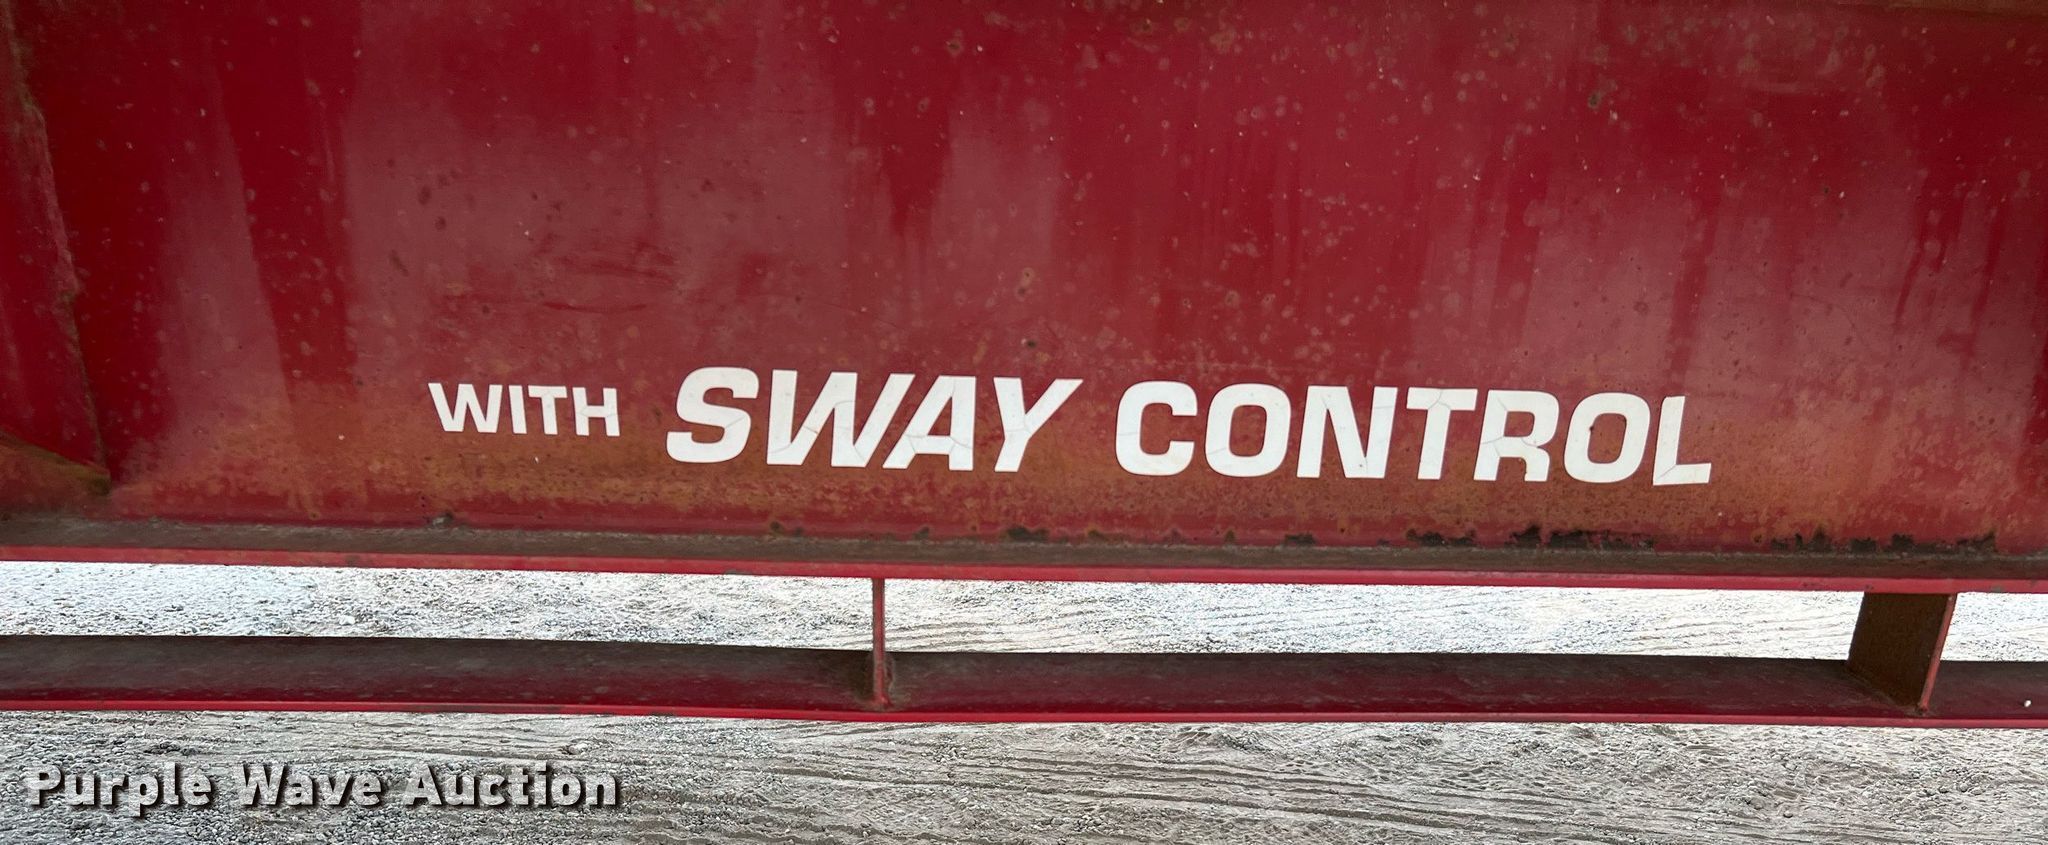 WITH SWAY CONTROL
Purple Wave Auction